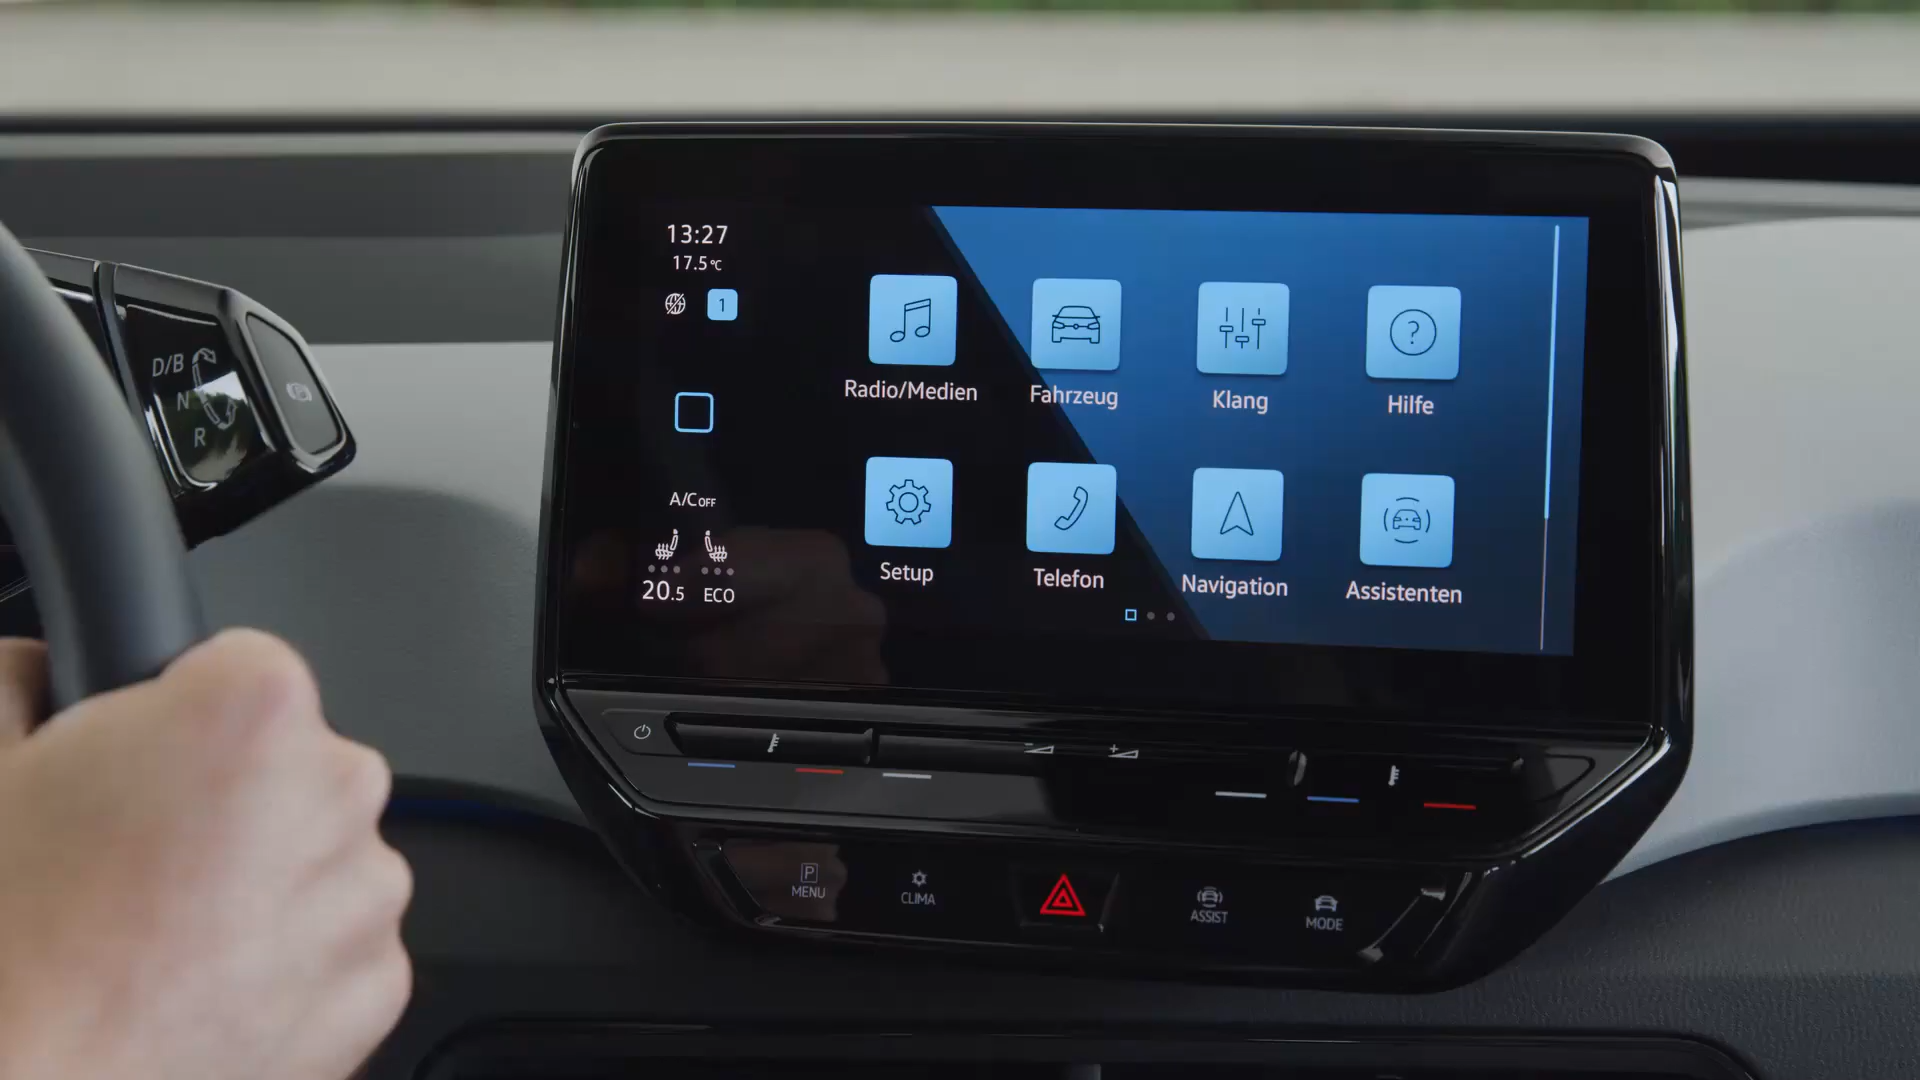 13:27
17.5°C
1
Radio/Medien
Fahrzeug
Klang
Hilfe
A/C OFF
20.5
ECO
Setup
Telefon
Navigation
Assistenten
D/B
N
R
P
MENU
CLIMA
ASSIST
MODE